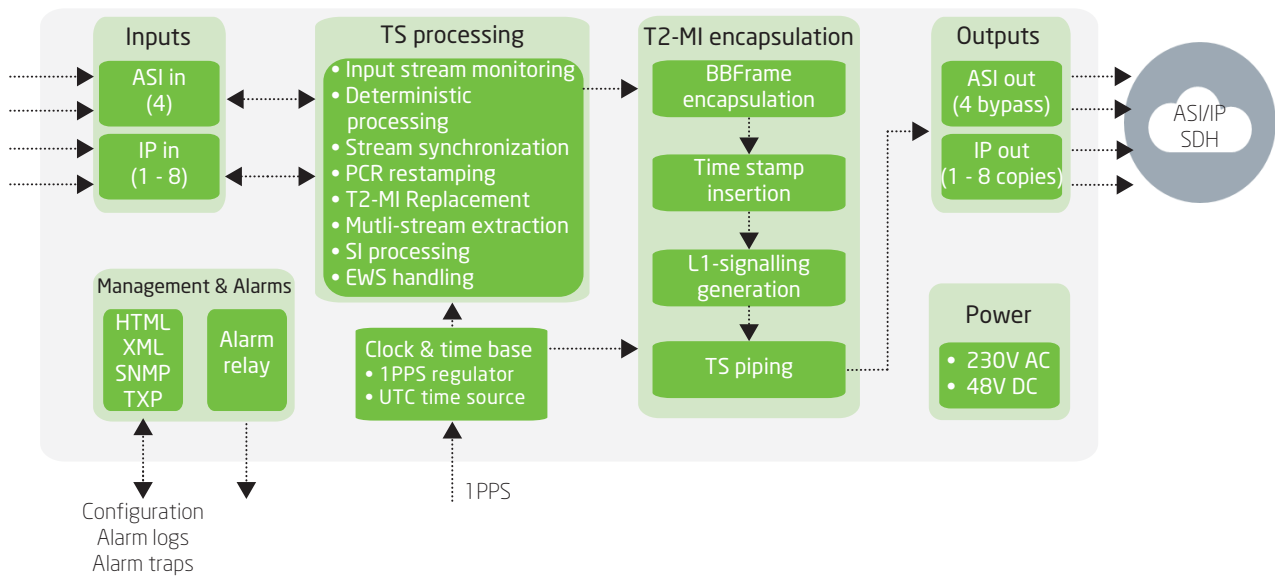 Inputs
ASI in
(4)
IP in
(1 - 8)
TS processing
• Input stream monitoring
• Deterministic
processing
• Stream synchronization
• PCR restamping
• T2-MI Replacement
• Mutli-stream extraction
• SI processing
• EWS handling
T2-MI encapsulation
BBFrame
encapsulation
Time stamp
insertion
L1-signalling
generation
TS piping
Outputs
ASI out
(4 bypass)
IP out
(1 - 8 copies)
ASI/IP
SDH
Management & Alarms
HTML
XML
SNMP
TXP
Alarm
relay
Clock & time base
• 1PPS regulator
• UTC time source
Power
• 230V AC
• 48V DC
1PPS
Configuration
Alarm logs
Alarm traps